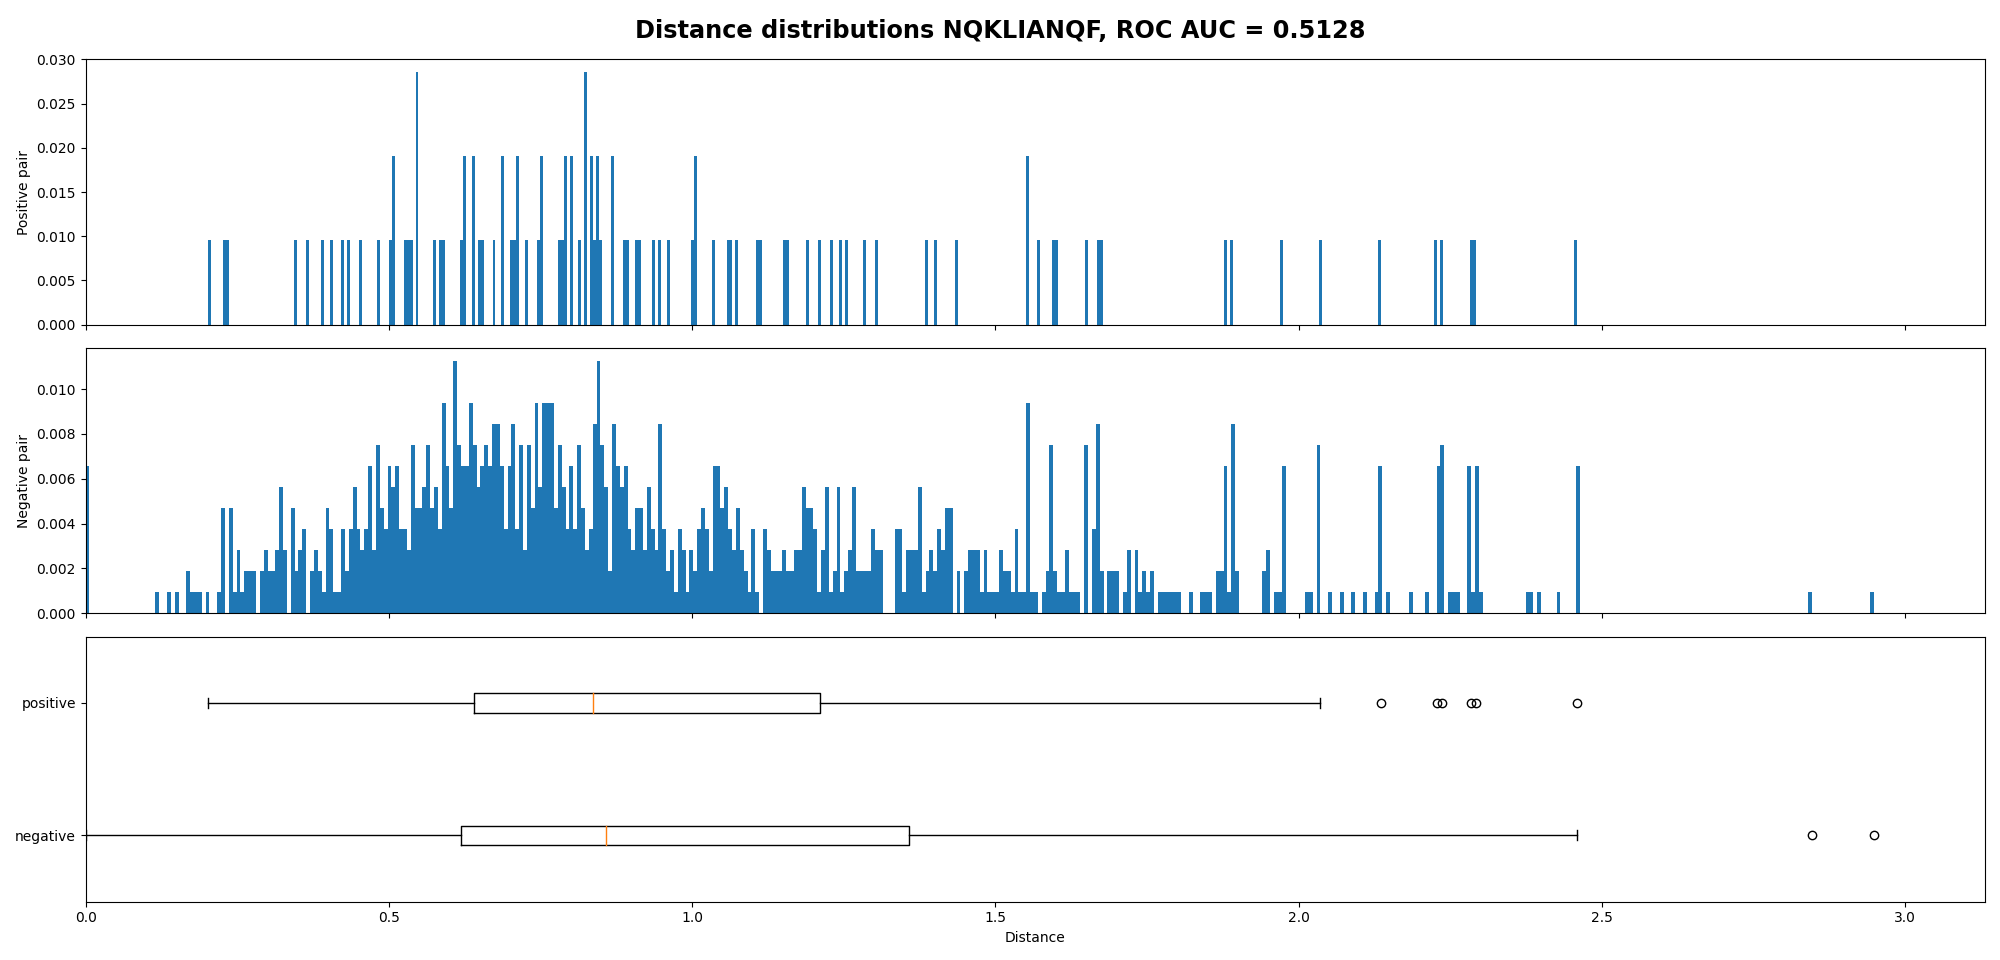 Distance distributions NQKLIANQF, ROC AUC = 0.5128
0.030
0.025
0.020
0.015
0.010
0.005
0.000
Positive pair
0.010
0.008
0.006
0.004
0.002
0.000
Negative pair
positive
negative
0.0 0.5 1.0 1.5 2.0 2.5 3.0
Distance